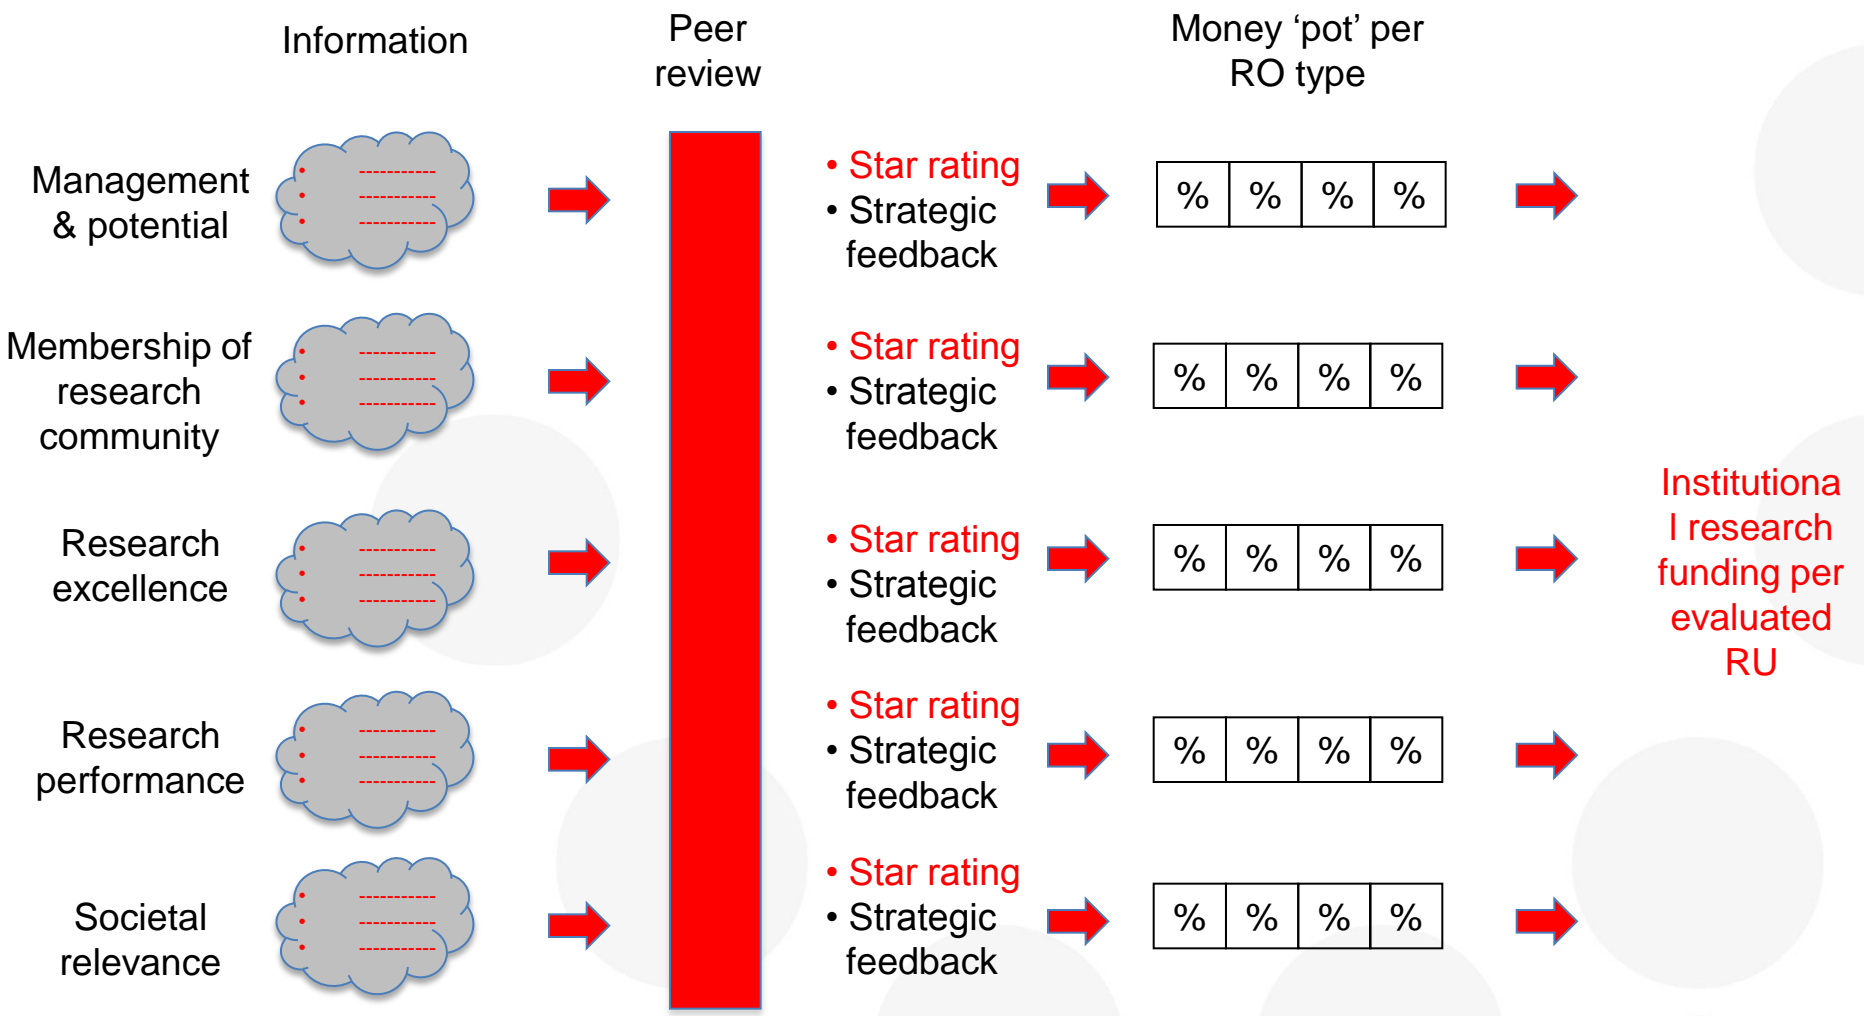 Information
Peer
review
Money ‘pot’ per
RO type
Management
& potential
• Star rating
• Strategic
feedback
% % % %
Membership of
research
community
• Star rating
• Strategic
feedback
% % % %
Research
excellence
• Star rating
• Strategic
feedback
% % % %
Research
performance
• Star rating
• Strategic
feedback
% % % %
Societal
relevance
• Star rating
• Strategic
feedback
% % % %
Institutiona
l research
funding per
evaluated
RU